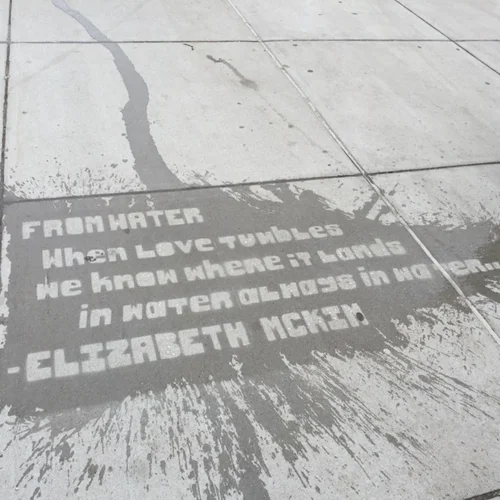 FROM WATER
When LOVE TUMBLES
We know where iT Lands
in WaTER aLWays in WaTer.
-ELIZABETH MCKIM